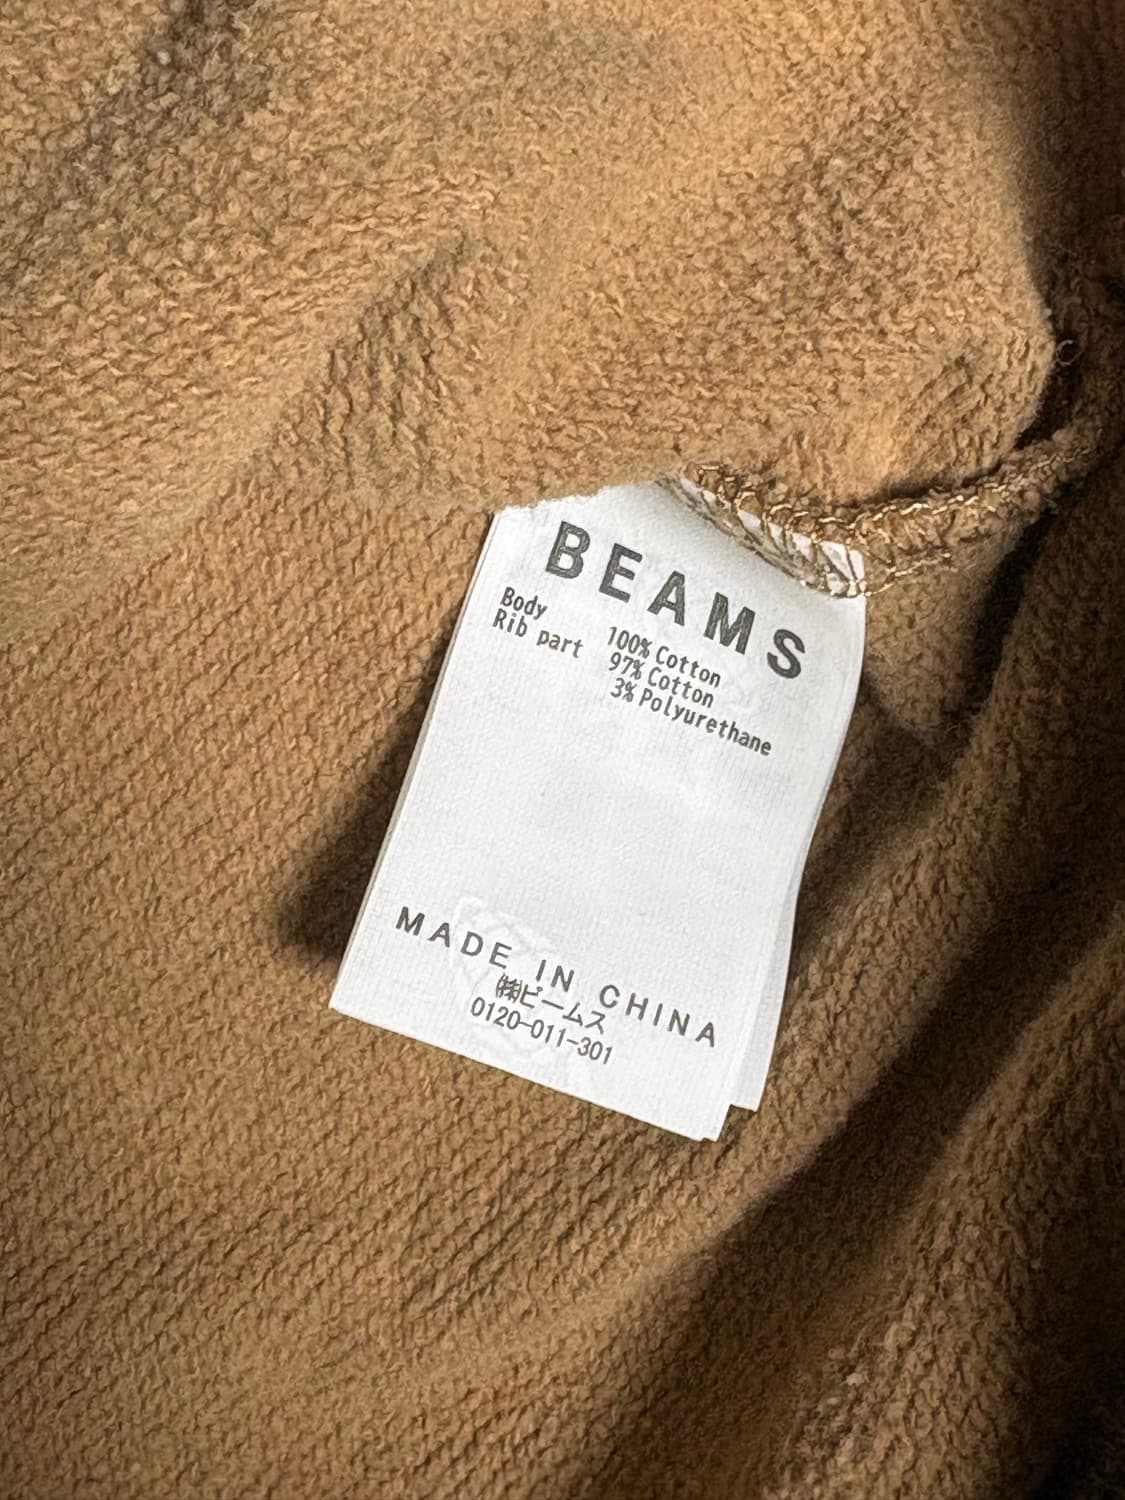 BEAMS
Body 100% Cotton
Rib part 97% Cotton
3% Polyurethane
MADE IN CHINA
㈱ビームス
0120-011-301